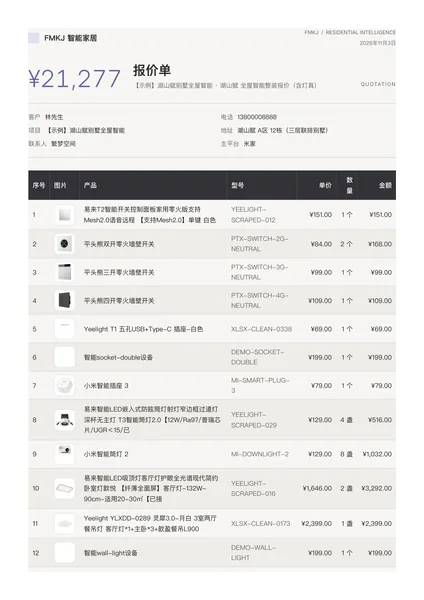 FMKJ 智能家居
FMKJ / RESIDENTIAL INTELLIGENCE
2026年11月3日
¥21,277
报价单
【示例】湖山赋别墅全屋智能 · 湖山赋 全屋智能整装报价（含灯具）
QUOTATION
客户 林先生
电话 13800008888
项目 【示例】湖山赋别墅全屋智能
地址 湖山赋 A区 12栋（三层联排别墅）
联系人 繁梦空间
主平台 米家
序号 图片 产品 型号 单价 数量 金额
1 易来T2智能开关控制面板家用零火版支持 YEELIGHT- ¥151.00 1 个 ¥151.00
Mesh2.0语音远程 【支持Mesh2.0】单键 白色 SCRAPED-012
2 平头熊双开零火墙壁开关 PTX-SWITCH-2G- ¥84.00 2 个 ¥168.00
NEUTRAL
3 平头熊三开零火墙壁开关 PTX-SWITCH-3G- ¥99.00 1 个 ¥99.00
NEUTRAL
4 平头熊四开零火墙壁开关 PTX-SWITCH-4G- ¥109.00 1 个 ¥109.00
NEUTRAL
5 Yeelight T1 五孔USB+Type-C 插座-白色 XLSX-CLEAN-0338 ¥69.00 1 个 ¥69.00
6 智能socket-double设备 DEMO-SOCKET- ¥199.00 1 个 ¥199.00
DOUBLE
7 小米智能插座 3 MI-SMART-PLUG- ¥79.00 1 个 ¥79.00
3
8 易来智能LED嵌入式防眩筒灯射灯窄边框过道灯 YEELIGHT- ¥129.00 4 盏 ¥516.00
深杯无主灯 T3智能筒灯2.0【12W/Ra97/普瑞芯 SCRAPED-029
片/UGR＜15/已
9 小米智能筒灯 2 MI-DOWNLIGHT-2 ¥129.00 8 盏 ¥1,032.00
10 易来智能LED吸顶灯客厅灯护眼全光谱现代简约 YEELIGHT- ¥1,646.00 2 盏 ¥3,292.00
卧室灯歆悦 【纤薄全面屏】客厅灯-132W- SCRAPED-016
90cm-适用20-30㎡【已接
11 Yeelight YLXDD-0289 灵犀3.0-月白 3室两厅 XLSX-CLEAN-0173 ¥2,399.00 1 盏 ¥2,399.00
餐吊灯 客厅灯*1+主卧*3+款盈餐吊L900
12 智能wall-light设备 DEMO-WALL- ¥199.00 1 个 ¥199.00
LIGHT